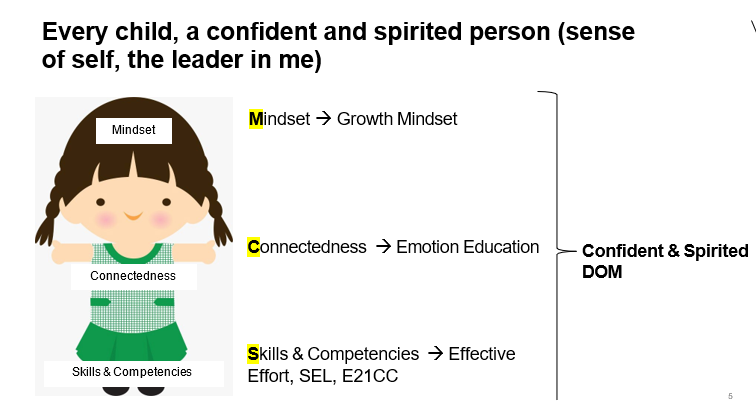 Every child, a confident and spirited person (sense
of self, the leader in me)
Mindset
Mindset → Growth Mindset
Connectedness → Emotion Education
Connectedness
Confident & Spirited
DOM
Skills & Competencies → Effective
Effort, SEL, E21CC
Skills & Competencies
5